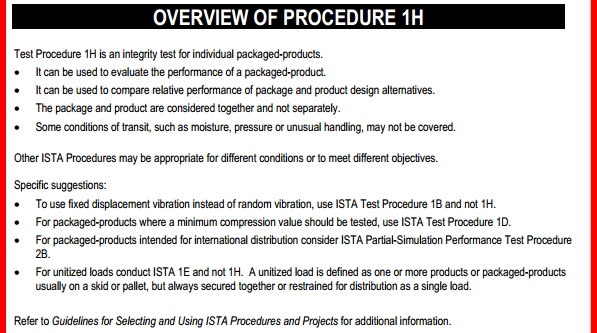 OVERVIEW OF PROCEDURE 1H
Test Procedure 1H is an integrity test for individual packaged-products.
• It can be used to evaluate the performance of a packaged-product.
• It can be used to compare relative performance of package and product design alternatives.
• The package and product are considered together and not separately.
• Some conditions of transit, such as moisture, pressure or unusual handling, may not be covered.
Other ISTA Procedures may be appropriate for different conditions or to meet different objectives.
Specific suggestions:
• To use fixed displacement vibration instead of random vibration, use ISTA Test Procedure 1B and not 1H.
• For packaged-products where a minimum compression value should be tested, use ISTA Test Procedure 1D.
• For packaged-products intended for international distribution consider ISTA Partial-Simulation Performance Test Procedure
2B.
• For unitized loads conduct ISTA 1E and not 1H. A unitized load is defined as one or more products or packaged-products
usually on a skid or pallet, but always secured together or restrained for distribution as a single load.
Refer to Guidelines for Selecting and Using ISTA Procedures and Projects for additional information.